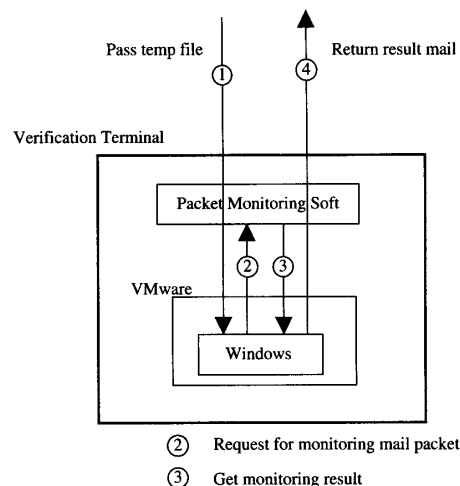 Pass temp file
Return result mail
1
4
Verification Terminal
Packet Monitoring Soft
2
3
VMware
Windows
2 Request for monitoring mail packet
3 Get monitoring result